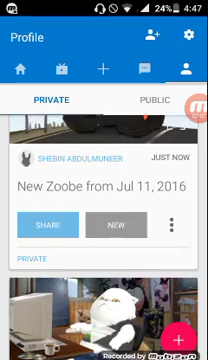 24% 4:47
Profile
PRIVATE PUBLIC
SHEBIN ABDULMUNEER JUST NOW
New Zoobe from Jul 11, 2016
SHARE NEW
PRIVATE
Recorded by